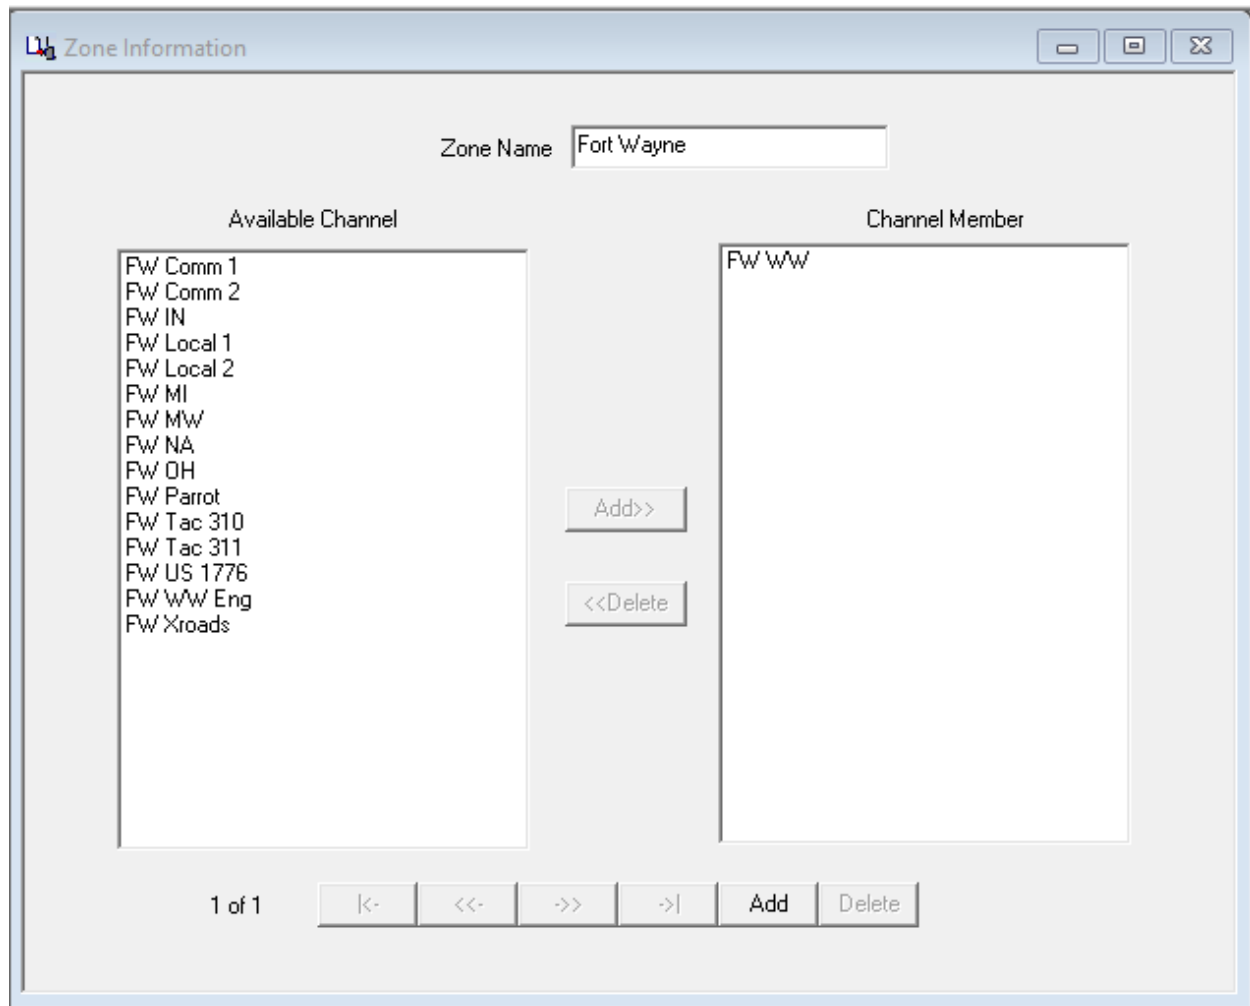 Zone Information
Zone Name Fort Wayne
Available Channel
FW Comm 1
FW Comm 2
FW IN
FW Local 1
FW Local 2
FW MI
FW MW
FW NA
FW OH
FW Parrot
FW Tac 310
FW Tac 311
FW US 1776
FW WW Eng
FW Xroads
Add>>
<<Delete
Channel Member
FW WW
1 of 1 |<- <<- ->> ->| Add Delete